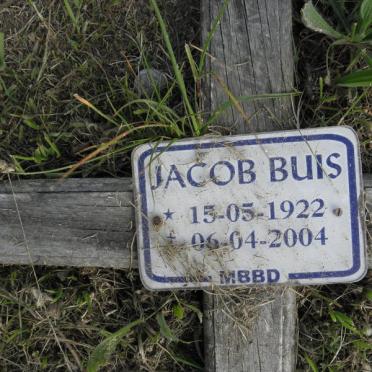 JACOB BUIS
★ 15-05-1922
† 06-04-2004
MBBD